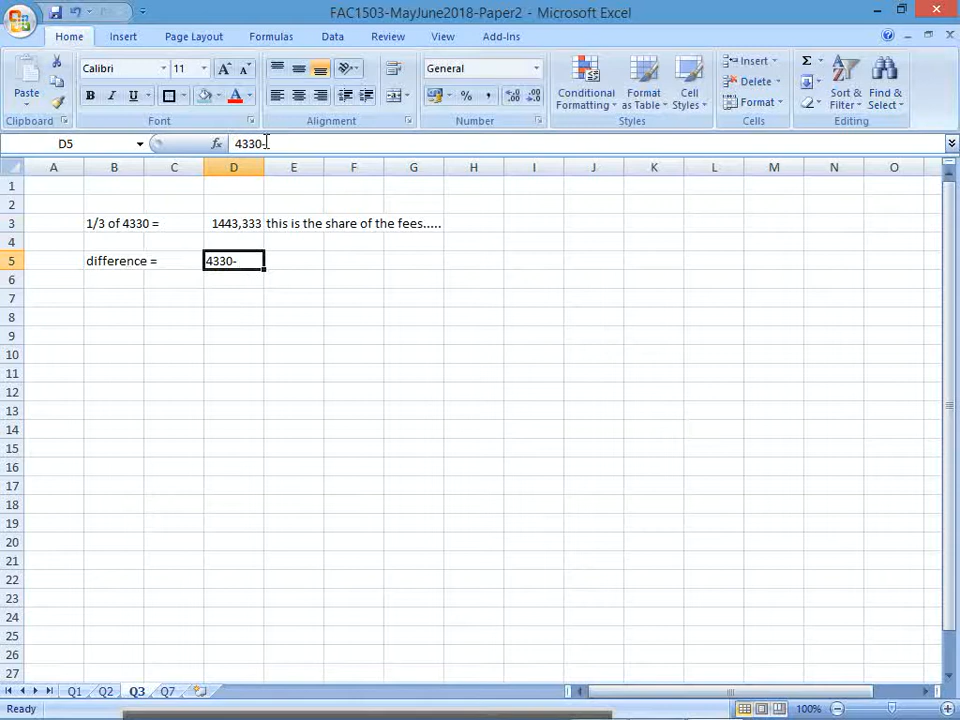 FAC1503-MayJune2018-Paper2 - Microsoft Excel
Home Insert Page Layout Formulas Data Review View Add-Ins
Calibri 11 General Insert Σ
Paste B I U % Conditional Formatting Format as Table Cell Styles Delete Format Sort & Filter Find & Select
Clipboard Font Alignment Number Styles Cells Editing
D5 fx 4330-
A B C D E F G H I J K L M N O
1
2
3 1/3 of 4330 = 1443,333 this is the share of the fees.....
4
5 difference = 4330-
6
7
8
9
10
11
12
13
14
15
16
17
18
19
20
21
22
23
24
25
26
27
Q1 Q2 Q3 Q7
Ready 100%